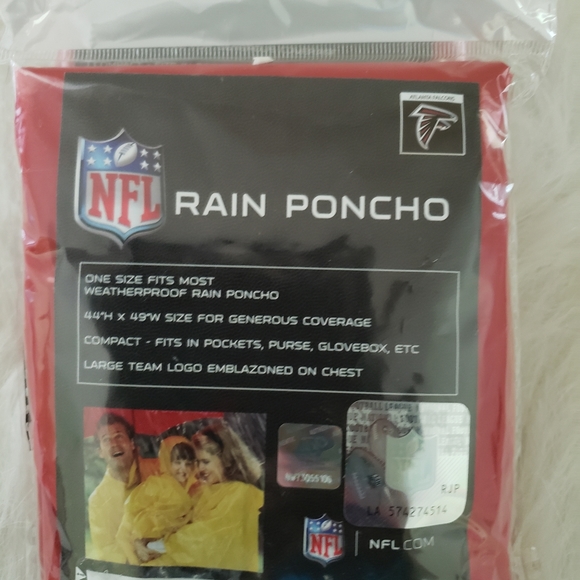 ATLANTA FALCONS
NFL
RAIN PONCHO
ONE SIZE FITS MOST
WEATHERPROOF RAIN PONCHO
44"H X 49"W SIZE FOR GENEROUS COVERAGE
COMPACT - FITS IN POCKETS, PURSE, GLOVEBOX, ETC
LARGE TEAM LOGO EMBLAZONED ON CHEST
RJP
LA 574274514
NFL
NFL.COM